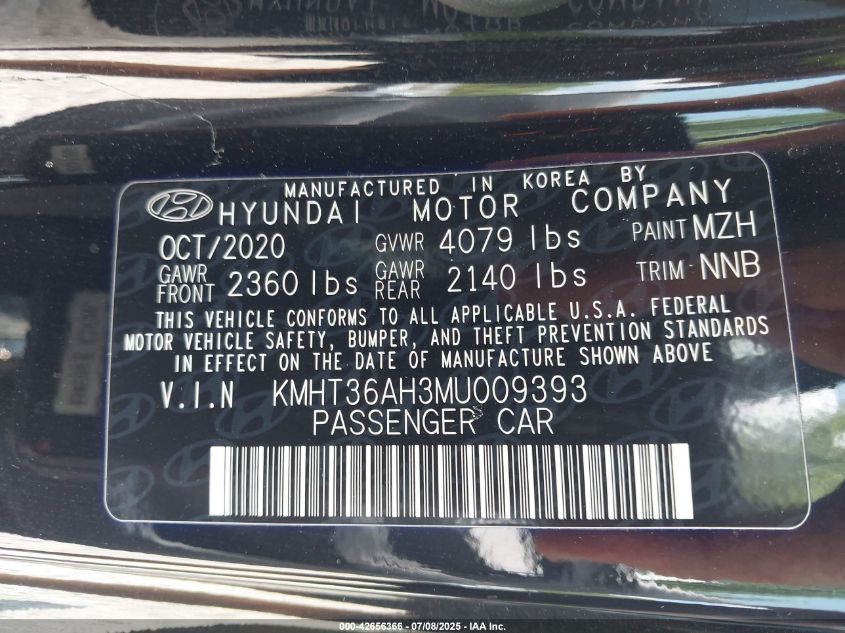 MANUFACTURED IN KOREA BY
HYUNDAI MOTOR COMPANY
OCT/2020 GVWR 4079 lbs PAINT MZH
GAWR FRONT 2360 lbs GAWR REAR 2140 lbs TRIM NNB
THIS VEHICLE CONFORMS TO ALL APPLICABLE U.S.A. FEDERAL
MOTOR VEHICLE SAFETY, BUMPER, AND THEFT PREVENTION STANDARDS
IN EFFECT ON THE DATE OF MANUFACTURE SHOWN ABOVE
V.I.N KMHT36AH3MU009393
PASSENGER CAR
000-42656366 - 07/08/2025 - IAA Inc.